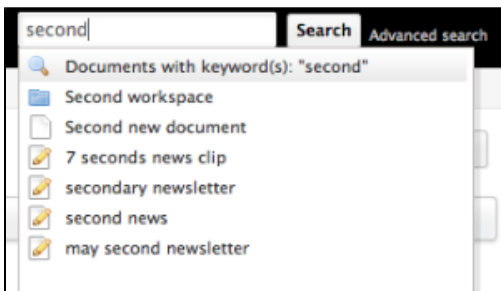 second Search Advanced search
Documents with keyword(s): "second"
Second workspace
Second new document
7 seconds news clip
secondary newsletter
second news
may second newsletter